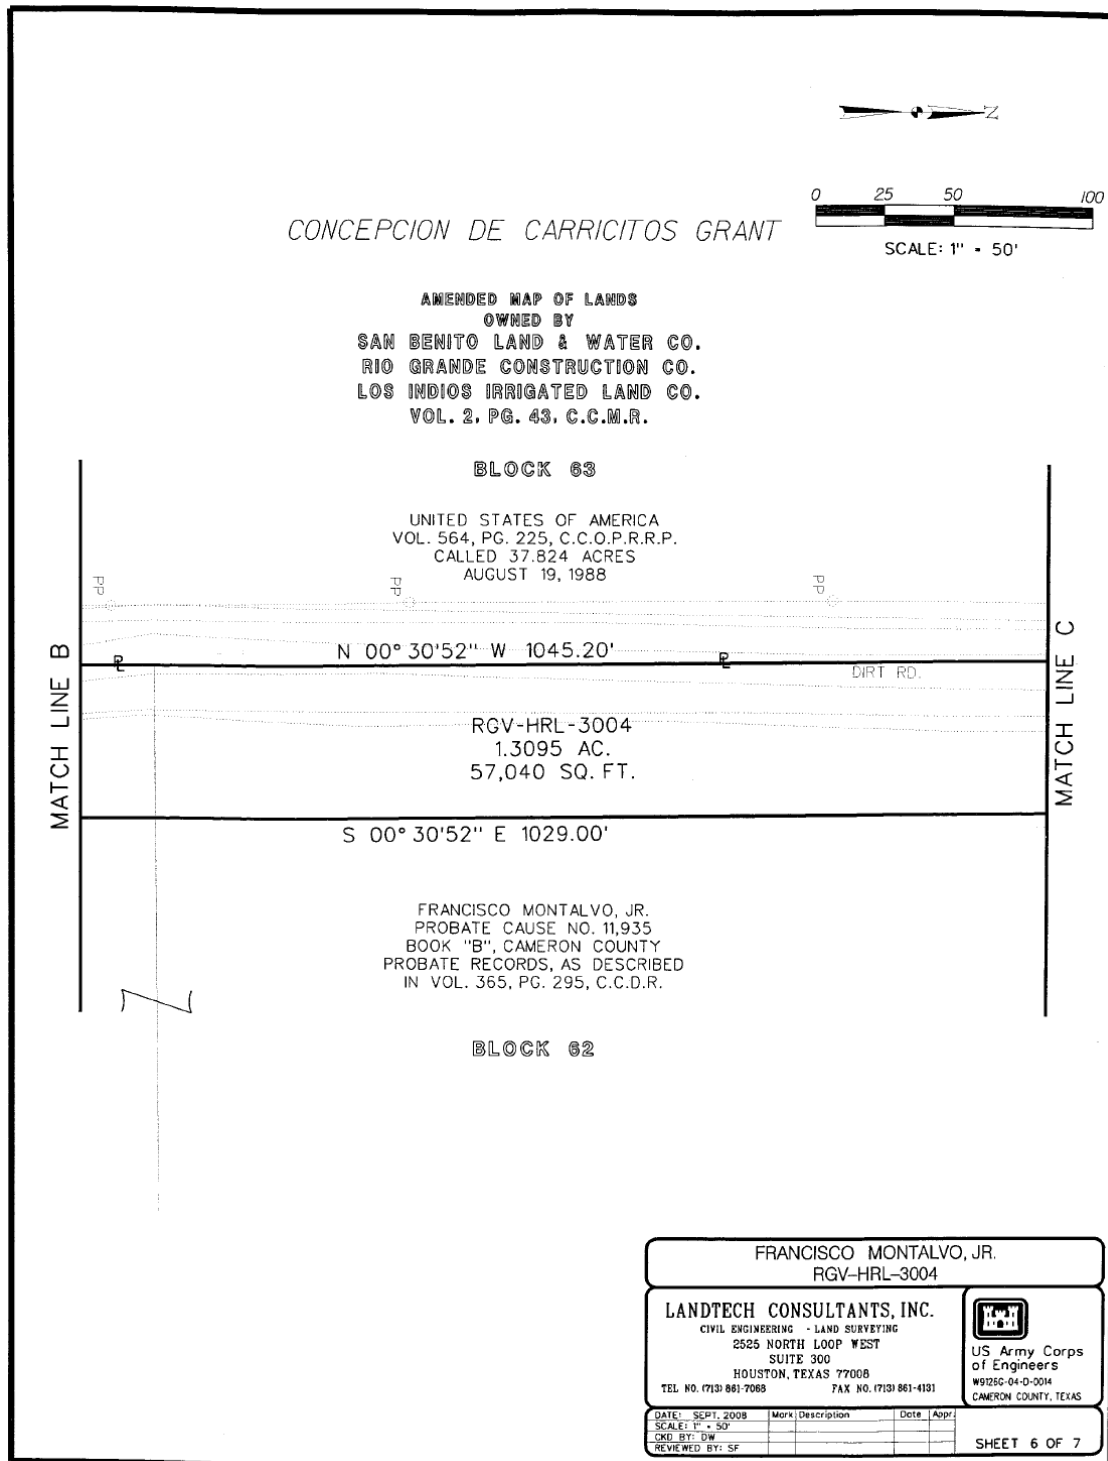 Z
0 25 50 100
SCALE: 1" = 50'
CONCEPCION DE CARRICITOS GRANT
AMENDED MAP OF LANDS
OWNED BY
SAN BENITO LAND & WATER CO.
RIO GRANDE CONSTRUCTION CO.
LOS INDIOS IRRIGATED LAND CO.
VOL. 2, PG. 43, C.C.M.R.
BLOCK 63
UNITED STATES OF AMERICA
VOL. 564, PG. 225, C.C.O.P.R.R.P.
CALLED 37.824 ACRES
AUGUST 19, 1988
PP PP PP
MATCH LINE B
MATCH LINE C
N 00° 30'52" W 1045.20'
PL PL
DIRT RD.
RGV-HRL-3004
1.3095 AC.
57,040 SQ. FT.
S 00° 30'52" E 1029.00'
FRANCISCO MONTALVO, JR.
PROBATE CAUSE NO. 11,935
BOOK "B", CAMERON COUNTY
PROBATE RECORDS, AS DESCRIBED
IN VOL. 365, PG. 295, C.C.D.R.
BLOCK 62
FRANCISCO MONTALVO, JR.
RGV-HRL-3004
LANDTECH CONSULTANTS, INC.
CIVIL ENGINEERING - LAND SURVEYING
2525 NORTH LOOP WEST
SUITE 300
HOUSTON, TEXAS 77008
TEL NO. (713) 861-7068 FAX NO. (713) 861-4131
US Army Corps
of Engineers
W9126G-04-D-0014
CAMERON COUNTY, TEXAS
DATE: SEPT. 2008 Mark Description Date Appr.
SCALE: 1" = 50'
CKD BY: DW
REVIEWED BY: SF
SHEET 6 OF 7